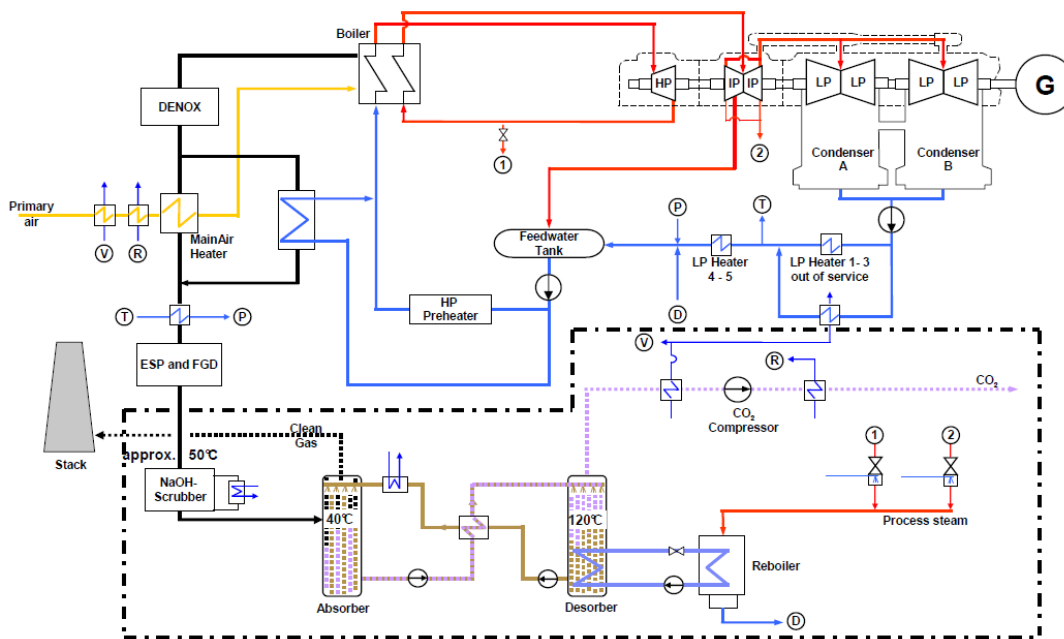 Boiler
HP
IP
IP
LP
LP
LP
LP
G
DENOX
1
2
Condenser
A
Condenser
B
Primary
air
V
R
MainAir
Heater
Feedwater
Tank
P
T
LP Heater
4 - 5
LP Heater 1- 3
out of service
D
HP
Preheater
T
P
ESP and FGD
V
R
CO2
CO2
Compressor
Clean
Gas
Stack
approx. 50°C
1
2
NaOH-
Scrubber
40°C
120°C
Process steam
Reboiler
Absorber
Desorber
D